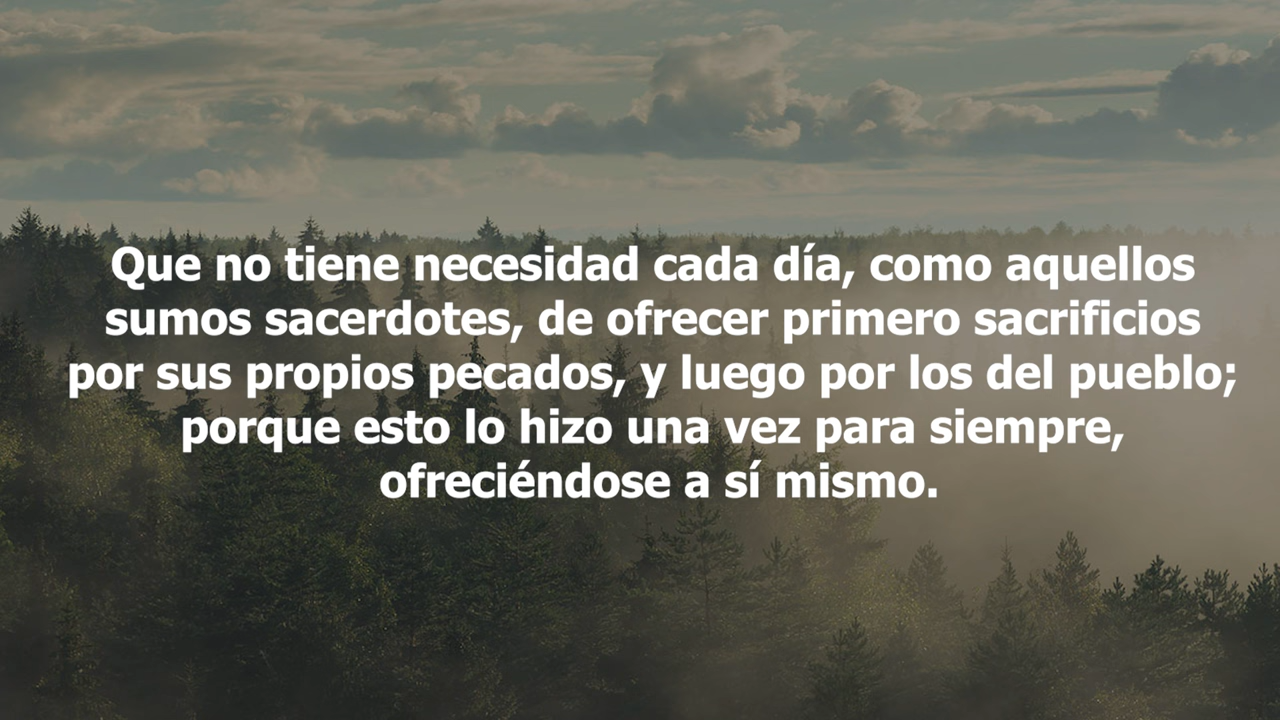 Que no tiene necesidad cada día, como aquellos
sumos sacerdotes, de ofrecer primero sacrificios
por sus propios pecados, y luego por los del pueblo;
porque esto lo hizo una vez para siempre,
ofreciéndose a sí mismo.